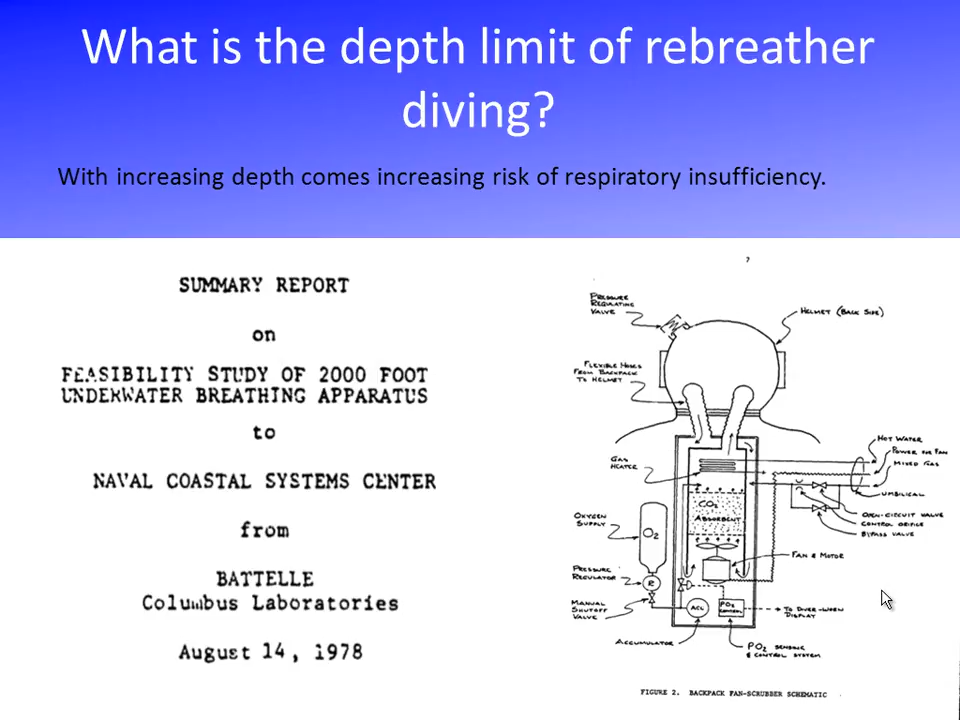 What is the depth limit of rebreather
diving?
With increasing depth comes increasing risk of respiratory insufficiency.
SUMMARY REPORT
on
FEASIBILITY STUDY OF 2000 FOOT
UNDERWATER BREATHING APPARATUS
to
NAVAL COASTAL SYSTEMS CENTER
from
BATTELLE
Columbus Laboratories
August 14, 1978
PRESSURE
REGULATING
VALVE
HELMET (BACK SIDE)
FLEXIBLE HOSES
FROM BACKPACK
TO HELMET
HOT WATER
POWER FOR FAN
MIXED GAS
GAS
HEATER
UMBILICAL
CO2
ABSORBENT
OPEN-CIRCUIT VALVE
CONTROL ORIFICE
BYPASS VALVE
OXYGEN
SUPPLY
O2
FAN & MOTOR
PRESSURE
REGULATOR
R
MANUAL
SHUTOFF
VALVE
ACC
PO2
CONTROL
TO DIVER-WORN
DISPLAY
ACCUMULATOR
PO2 SENSING
& CONTROL SYSTEM
FIGURE 2. BACKPACK FAN-SCRUBBER SCHEMATIC